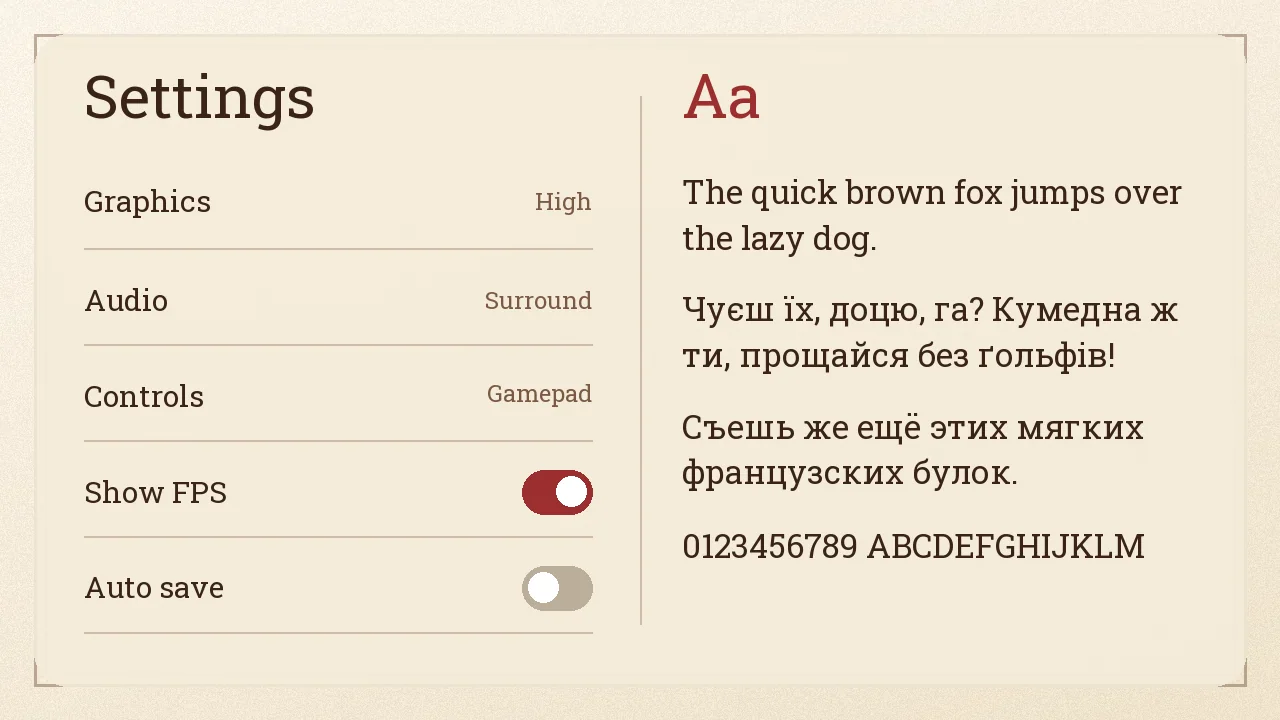 Settings
Graphics High
Audio Surround
Controls Gamepad
Show FPS
Auto save
Aa
The quick brown fox jumps over
the lazy dog.
Чуєш їх, доцю, га? Кумедна ж
ти, прощайся без ґольфів!
Съешь же ещё этих мягких
французских булок.
0123456789 ABCDEFGHIJKLM